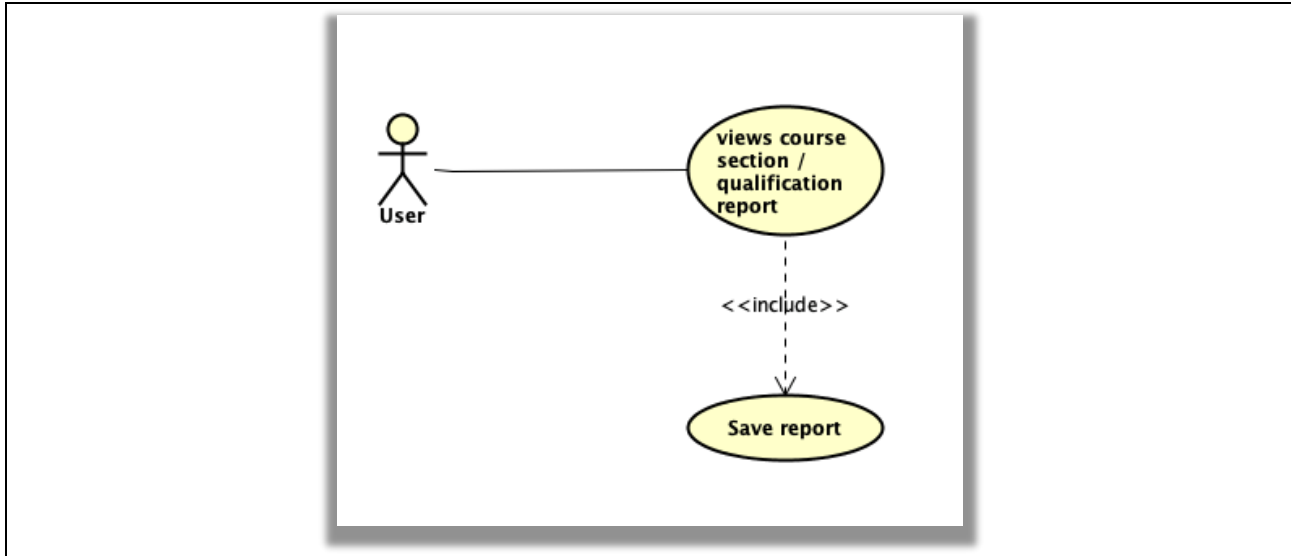 views course
section /
qualification
report
User
<<include>>
Save report